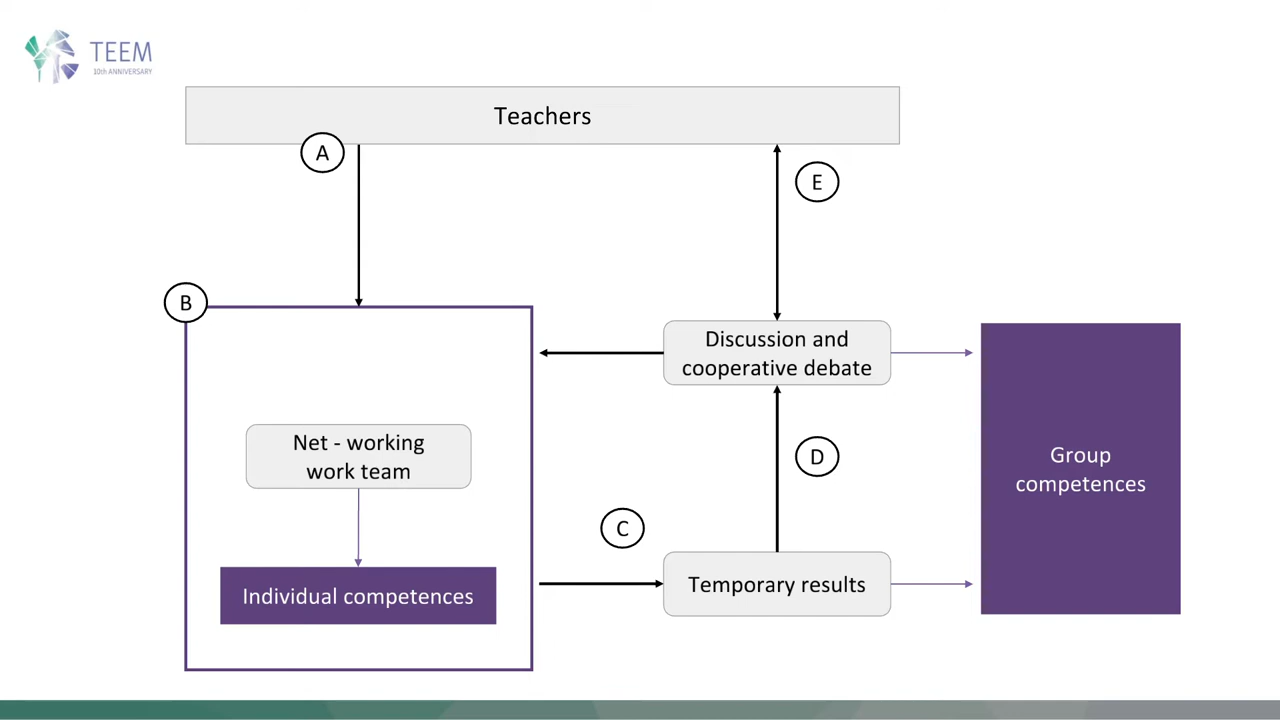 TEEM
10th ANNIVERSARY
Teachers
A
E
B
Discussion and
cooperative debate
Net - working
work team
D
Group
competences
C
Temporary results
Individual competences